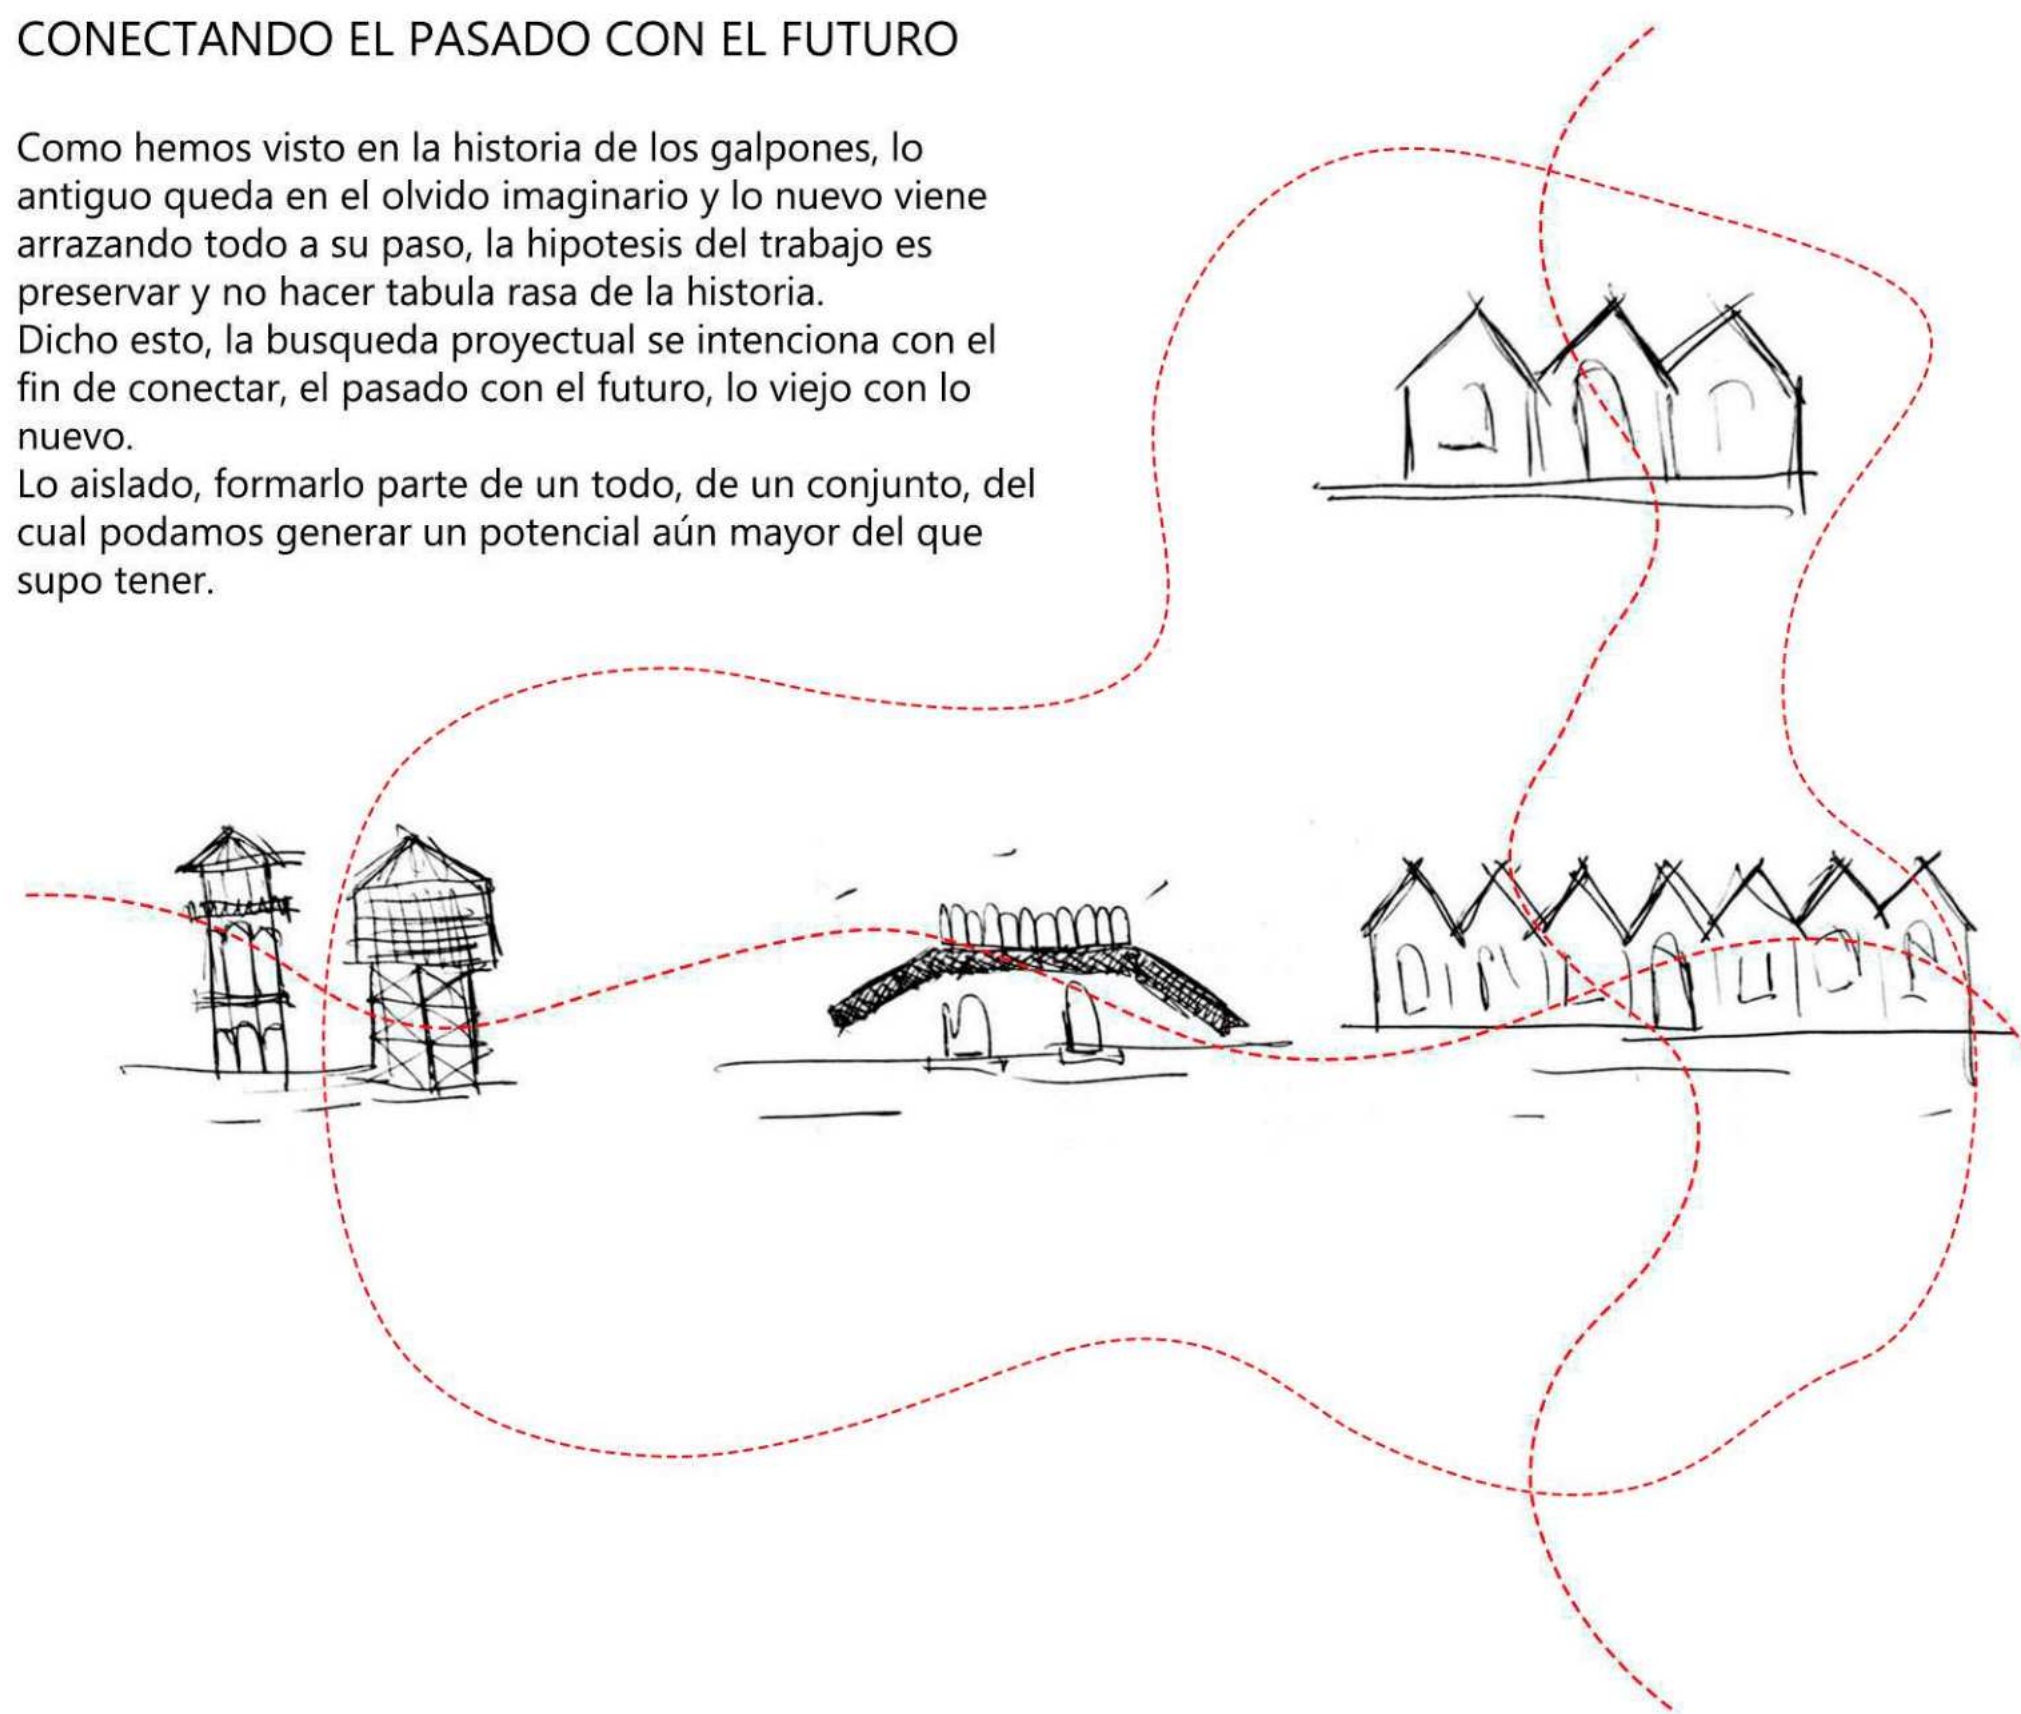 CONECTANDO EL PASADO CON EL FUTURO
Como hemos visto en la historia de los galpones, lo
antiguo queda en el olvido imaginario y lo nuevo viene
arrazando todo a su paso, la hipotesis del trabajo es
preservar y no hacer tabula rasa de la historia.
Dicho esto, la busqueda proyectual se intenciona con el
fin de conectar, el pasado con el futuro, lo viejo con lo
nuevo.
Lo aislado, formarlo parte de un todo, de un conjunto, del
cual podamos generar un potencial aún mayor del que
supo tener.